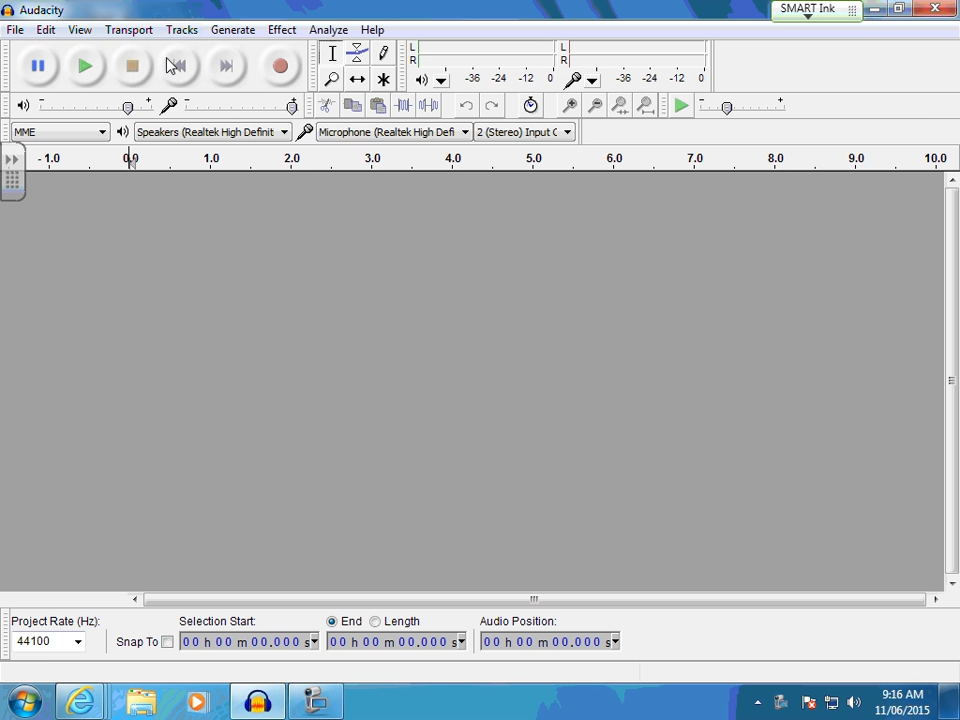 Audacity
SMART Ink
File Edit View Transport Tracks Generate Effect Analyze Help
L L
R R
-36 -24 -12 0 -36 -24 -12 0
- + - + - +
MME Speakers (Realtek High Definit Microphone (Realtek High Defi 2 (Stereo) Input C
- 1.0 0.0 1.0 2.0 3.0 4.0 5.0 6.0 7.0 8.0 9.0 10.0
Project Rate (Hz): Selection Start: End Length Audio Position:
44100 Snap To 00 h 00 m 00.000 s 00 h 00 m 00.000 s 00 h 00 m 00.000 s
9:16 AM
11/06/2015